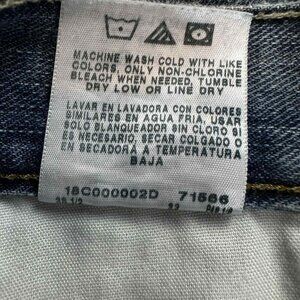 MACHINE WASH COLD WITH LIKE
COLORS, ONLY NON-CHLORINE
BLEACH WHEN NEEDED, TUMBLE
DRY LOW OR LINE DRY
LAVAR EN LAVADORA CON COLORES
SIMILARES EN AGUA FRIA, USAR
SOLO BLANQUEADOR SIN CLORO SI
ES NECESARIO, SECAR COLGADO O
EN SECADORA A TEMPERATURA
BAJA
18C000002D 71566